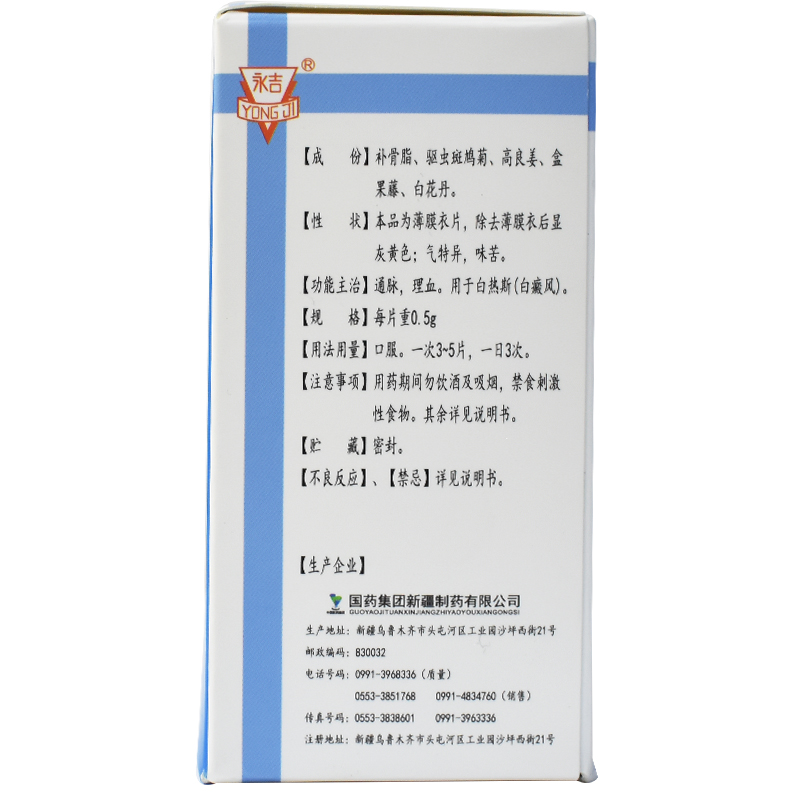 永吉
®
YONG JI
【成　份】补骨脂、驱虫斑鸠菊、高良姜、盒
果藤、白花丹。
【性　状】本品为薄膜衣片，除去薄膜衣后显
灰黄色；气特异，味苦。
【功能主治】通脉，理血。用于白热斯(白癜风)。
【规　格】每片重0.5g
【用法用量】口服。一次3~5片，一日3次。
【注意事项】用药期间勿饮酒及吸烟，禁食刺激
性食物。其余详见说明书。
【贮　藏】密封。
【不良反应】、【禁忌】详见说明书。
【生产企业】
国药集团新疆制药有限公司
GUOYAOJITUANXINJIANGZHIYAOYOUXIANGONGSI
生产地址：新疆乌鲁木齐市头屯河区工业园沙坪西街21号
邮政编码：830032
电话号码：0991-3968336（质量）
0553-3851768　0991-4834760（销售）
传真号码：0553-3838601　0991-3963336
注册地址：新疆乌鲁木齐市头屯河区工业园沙坪西街21号